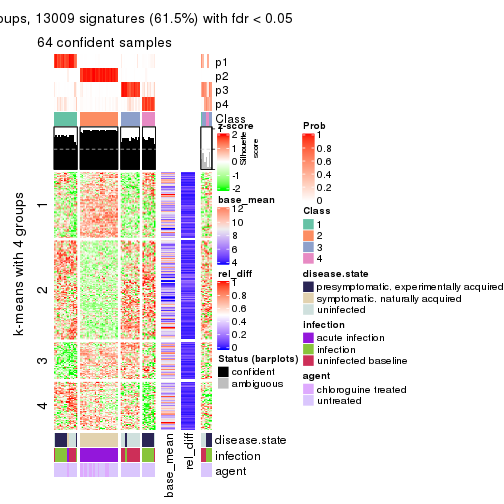 oups, 13009 signatures (61.5%) with fdr < 0.05
64 confident samples
p1
p2
p3
p4
Class
z-score
2
1
0
-1
-2
Silhouette
score
base_mean
12
10
8
6
4
rel_diff
1
0.8
0.6
0.4
0.2
0
Status (barplots)
confident
ambiguous
Prob
1
0.8
0.6
0.4
0.2
0
Class
1
2
3
4
disease.state
presymptomatic, experimentally acquired
symptomatic, naturally acquired
uninfected
infection
acute infection
infection
uninfected baseline
agent
chloroguine treated
untreated
k-means with 4 groups
1
2
3
4
disease.state
infection
agent
base_mean
rel_diff